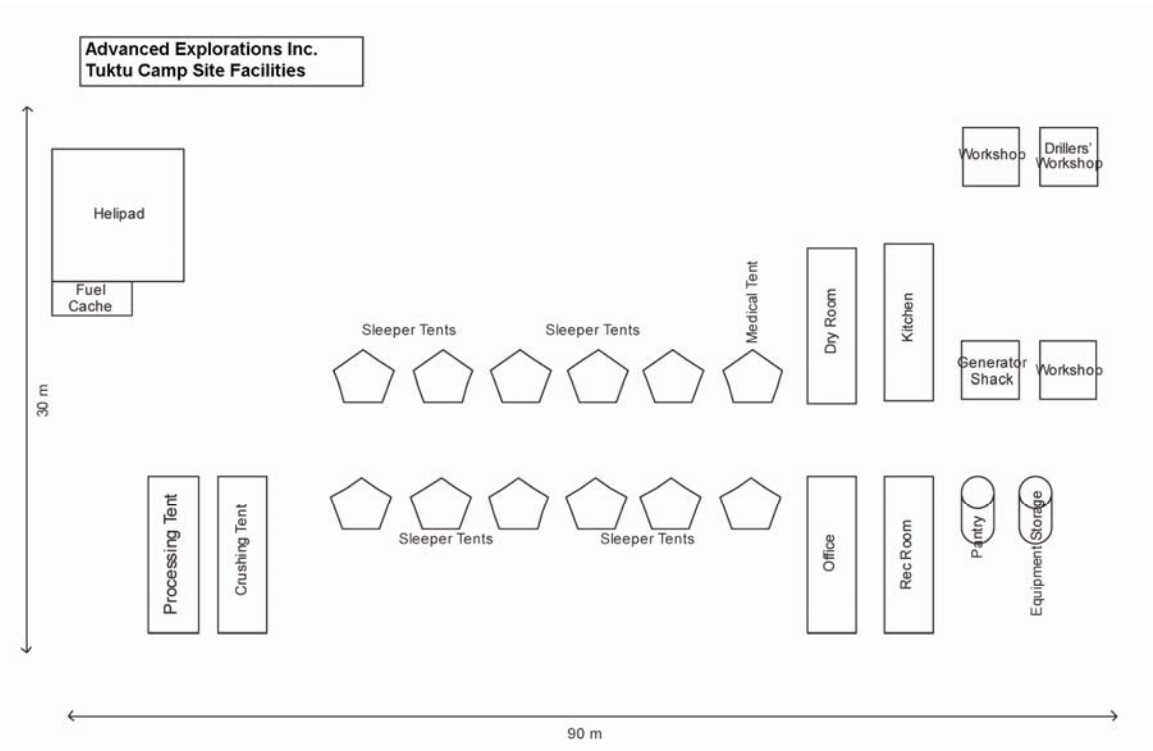 Advanced Explorations Inc.
Tuktu Camp Site Facilities
Workshop
Drillers'
Workshop
Helipad
Fuel
Cache
Medical Tent
Dry Room
Kitchen
Sleeper Tents
Sleeper Tents
Generator
Shack
Workshop
30 m
Processing Tent
Crushing Tent
Sleeper Tents
Sleeper Tents
Office
Rec Room
Pantry
Equipment Storage
90 m